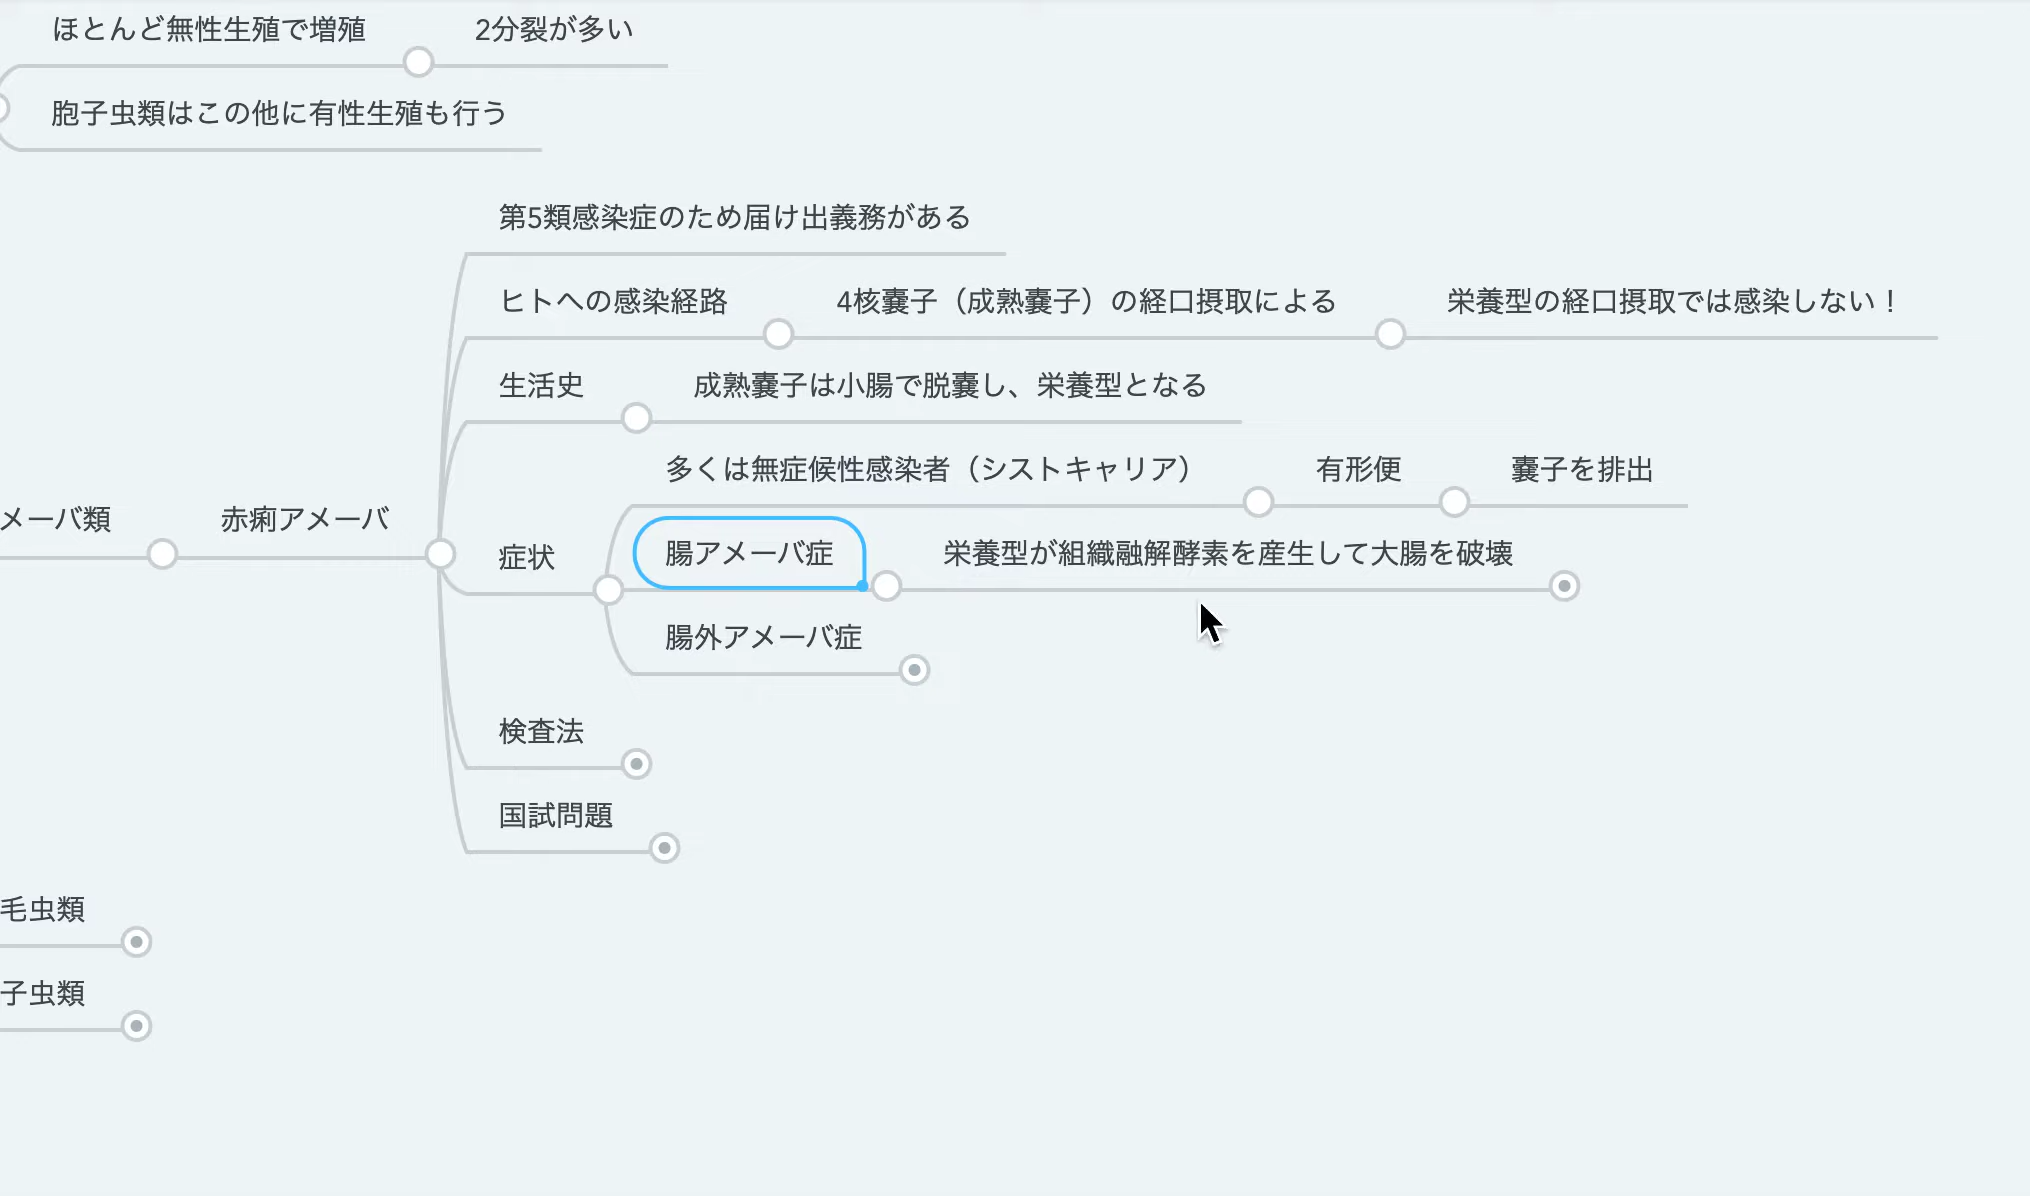 ほとんど無性生殖で増殖 2分裂が多い
胞子虫類はこの他に有性生殖も行う
第5類感染症のため届け出義務がある
ヒトへの感染経路 4核嚢子（成熟嚢子）の経口摂取による 栄養型の経口摂取では感染しない！
生活史 成熟嚢子は小腸で脱嚢し、栄養型となる
多くは無症候性感染者（シストキャリア） 有形便 嚢子を排出
メーバ類 赤痢アメーバ
症状
腸アメーバ症 栄養型が組織融解酵素を産生して大腸を破壊
腸外アメーバ症
検査法
国試問題
毛虫類
子虫類